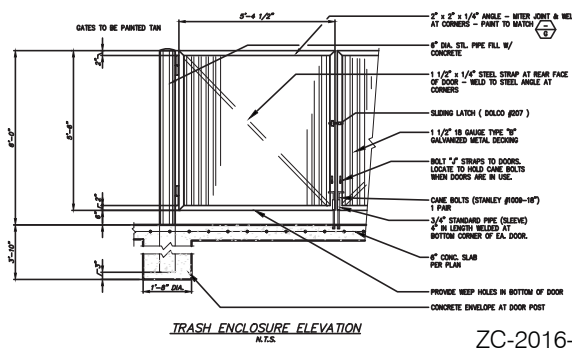 5'-4 1/2"
GATES TO BE PAINTED TAN
2" x 2" x 1/4" ANGLE - MITER JOINT & WEL
AT CORNERS - PAINT TO MATCH
G
6" DIA. STL. PIPE FILL W/
CONCRETE
1 1/2" x 1/4" STEEL STRAP AT REAR FACE
OF DOOR - WELD TO STEEL ANGLE AT
CORNERS
SLIDING LATCH ( DOLCO #207 )
1 1/2" 18 GAUGE TYPE "B"
GALVANIZED METAL DECKING
BOLT "J" STRAPS TO DOORS.
LOCATE TO HOLD CANE BOLTS
WHEN DOORS ARE IN USE.
CANE BOLTS (STANLEY #1009-18")
1 PAIR
3/4" STANDARD PIPE (SLEEVE)
4" IN LENGTH WELDED AT
BOTTOM CORNER OF EA. DOOR.
6" CONC. SLAB
PER PLAN
PROVIDE WEEP HOLES IN BOTTOM OF DOOR
CONCRETE ENVELOPE AT DOOR POST
2"
6'-0"
5'-8"
2"
6"
3'-10"
1'-6" DIA.
TRASH ENCLOSURE ELEVATION
N.T.S.
ZC-2016-